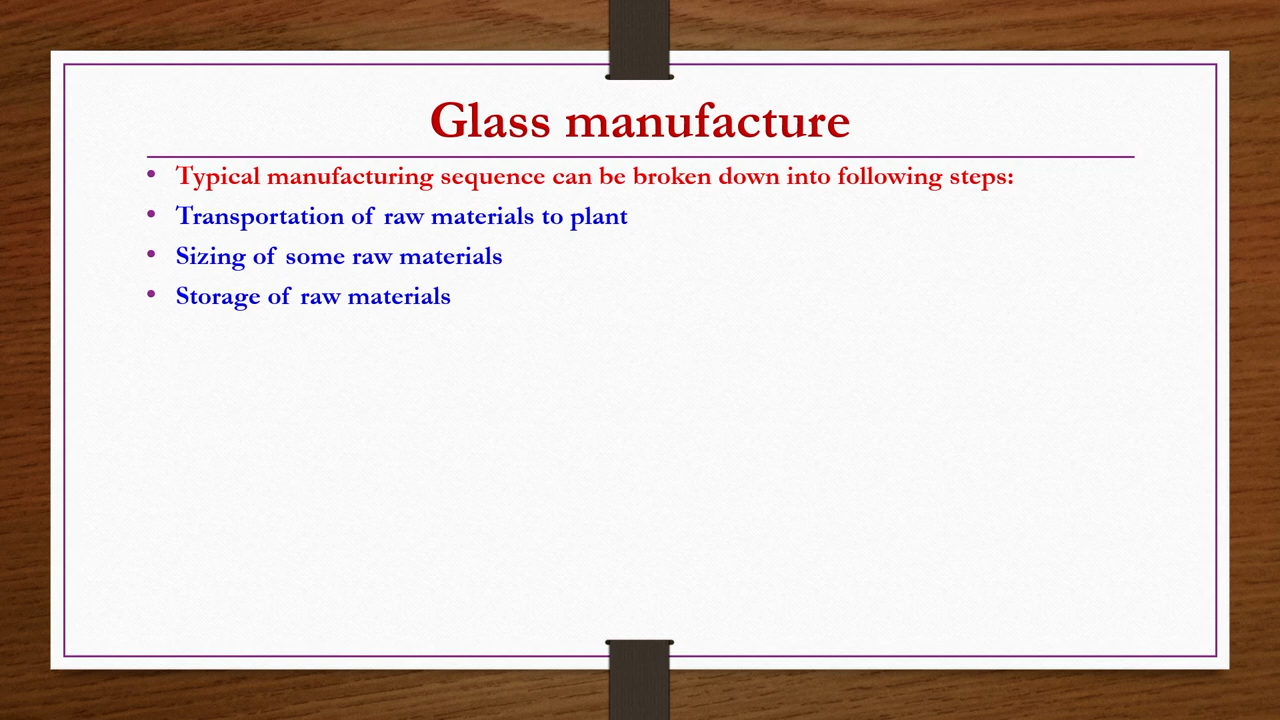 Glass manufacture
• Typical manufacturing sequence can be broken down into following steps:
• Transportation of raw materials to plant
• Sizing of some raw materials
• Storage of raw materials